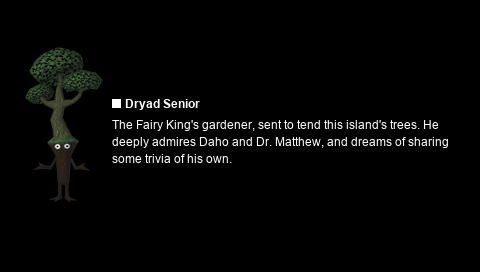 Dryad Senior
The Fairy King's gardener, sent to tend this island's trees. He
deeply admires Daho and Dr. Matthew, and dreams of sharing
some trivia of his own.